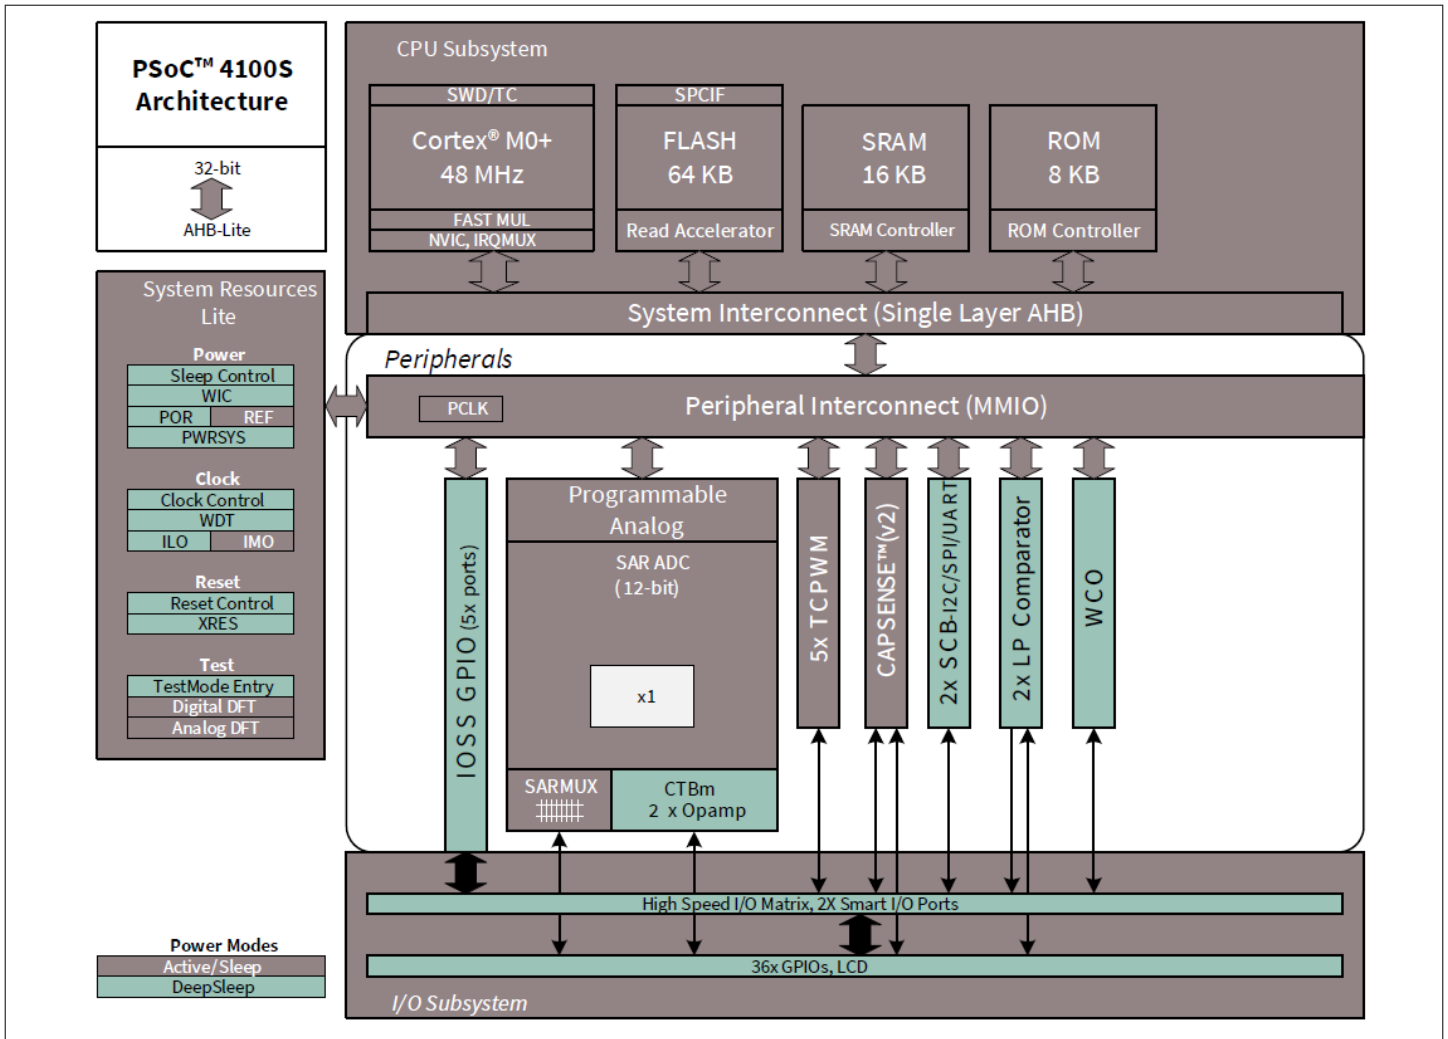 PSoC™ 4100S
Architecture
32-bit
AHB-Lite
CPU Subsystem
SWD/TC
Cortex® M0+
48 MHz
FAST MUL
NVIC, IRQMUX
SPCIF
FLASH
64 KB
Read Accelerator
SRAM
16 KB
SRAM Controller
ROM
8 KB
ROM Controller
System Interconnect (Single Layer AHB)
System Resources
Lite
Power
Sleep Control
WIC
POR REF
PWRSYS
Clock
Clock Control
WDT
ILO IMO
Reset
Reset Control
XRES
Test
TestMode Entry
Digital DFT
Analog DFT
Peripherals
PCLK
Peripheral Interconnect (MMIO)
IOSS GPIO (5x ports)
Programmable
Analog
SAR ADC
(12-bit)
x1
SARMUX
CTBm
2 x Opamp
5x TCPWM
CAPSENSE™(v2)
2x SCB-I2C/SPI/UART
2x LP Comparator
WCO
High Speed I/O Matrix, 2X Smart I/O Ports
36x GPIOs, LCD
I/O Subsystem
Power Modes
Active/Sleep
DeepSleep